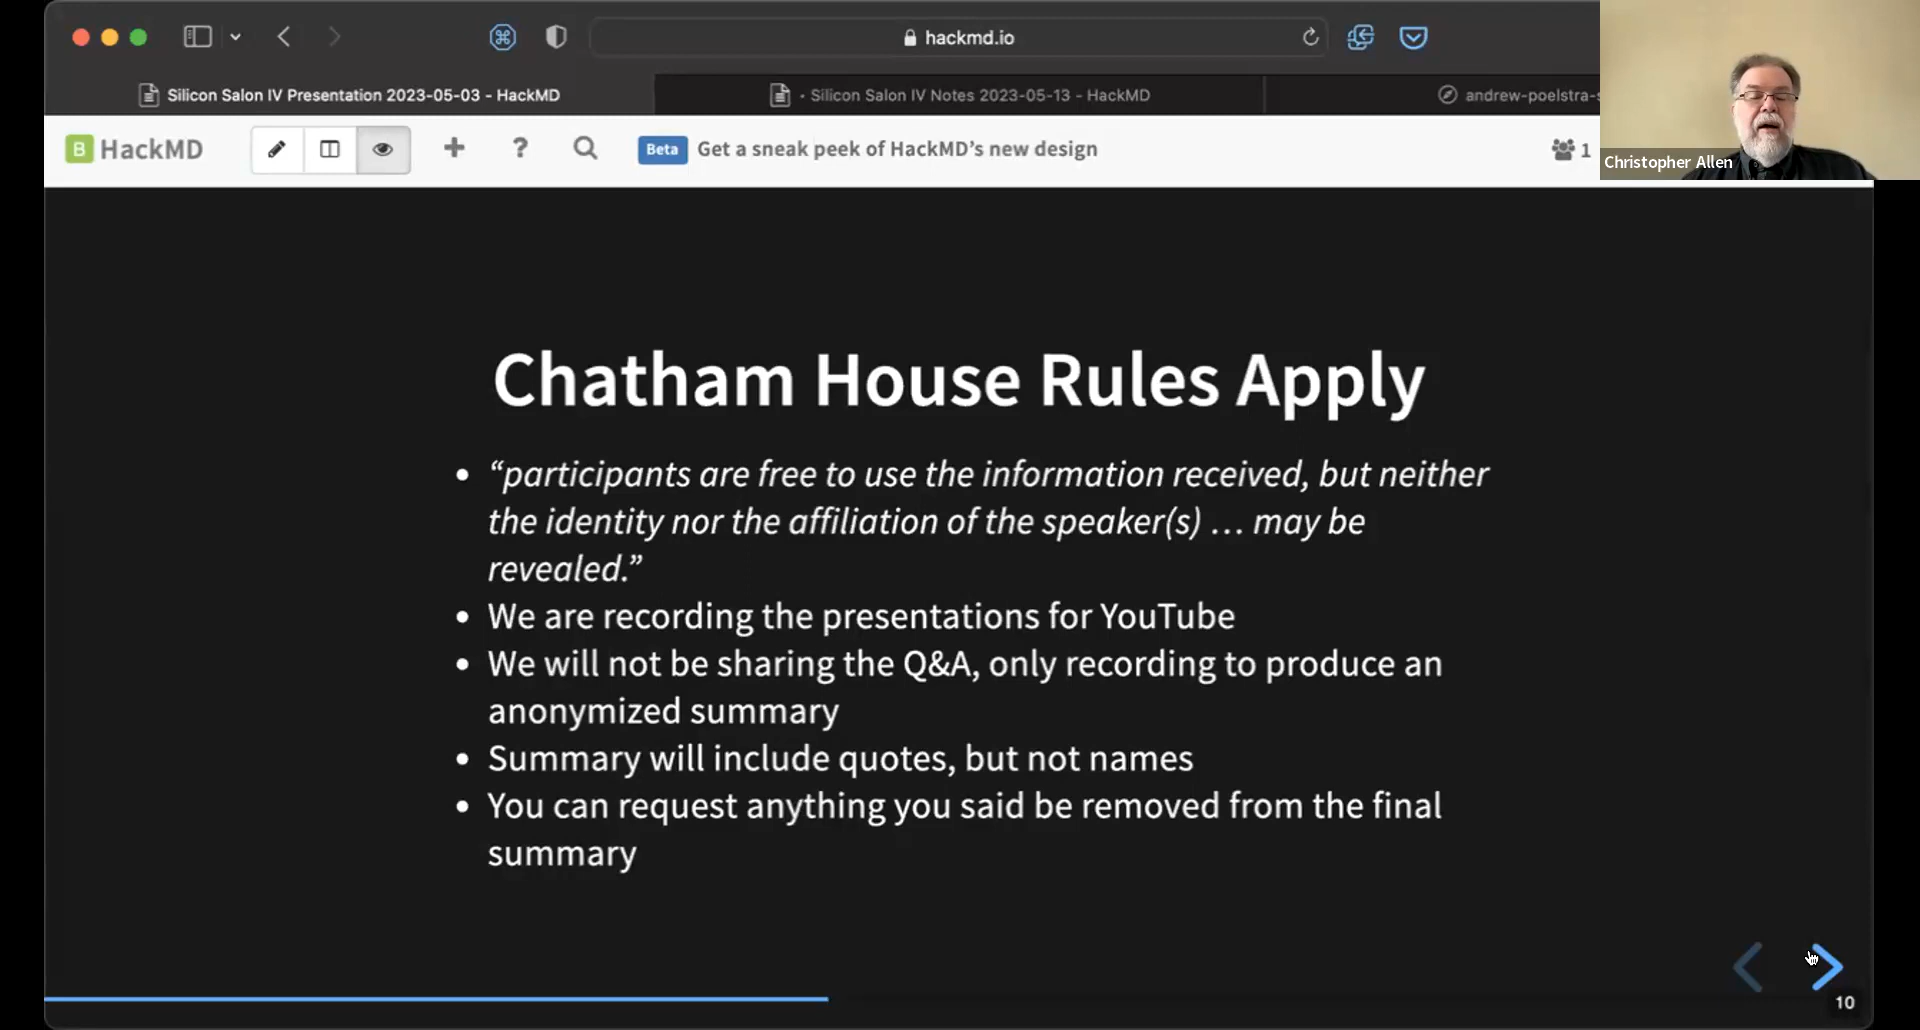 hackmd.io
Silicon Salon IV Presentation 2023-05-03 - HackMD
· Silicon Salon IV Notes 2023-05-13 - HackMD
andrew-poelstra-s
B HackMD
Beta
Get a sneak peek of HackMD’s new design
1
Christopher Allen
Chatham House Rules Apply
• “participants are free to use the information received, but neither
the identity nor the affiliation of the speaker(s) … may be
revealed.”
• We are recording the presentations for YouTube
• We will not be sharing the Q&A, only recording to produce an
anonymized summary
• Summary will include quotes, but not names
• You can request anything you said be removed from the final
summary
10